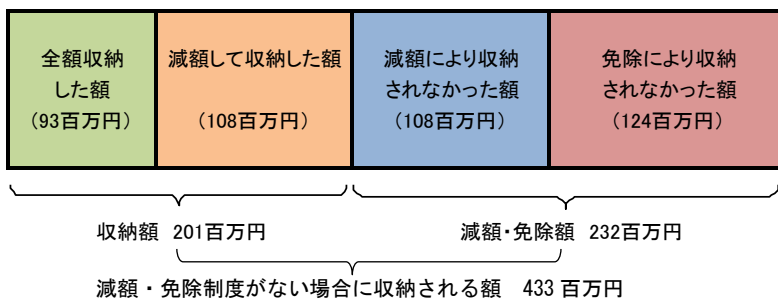 全額収納
した額
（93百万円）
減額して収納した額
（108百万円）
減額により収納
されなかった額
（108百万円）
免除により収納
されなかった額
（124百万円）
収納額 201百万円
減額・免除額 232百万円
減額・免除制度がない場合に収納される額 433 百万円